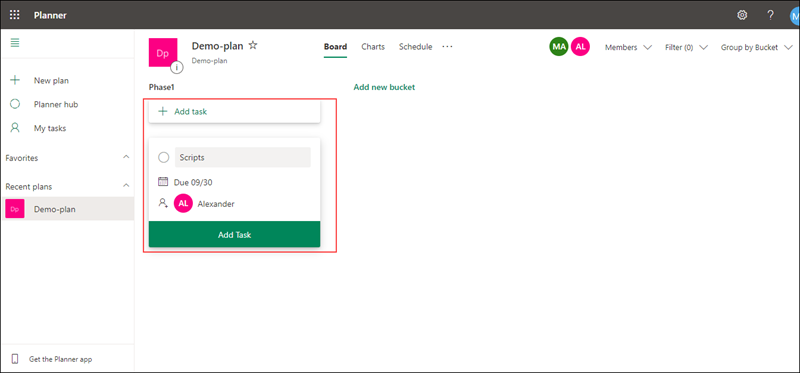 Planner
?
M
New plan
Planner hub
My tasks
Favorites
Recent plans
Dp Demo-plan
Get the Planner app
Dp
Demo-plan
Demo-plan
Board Charts Schedule ...
MA AL Members Filter (0) Group by Bucket
Phase1
Add new bucket
+ Add task
Scripts
Due 09/30
AL Alexander
Add Task